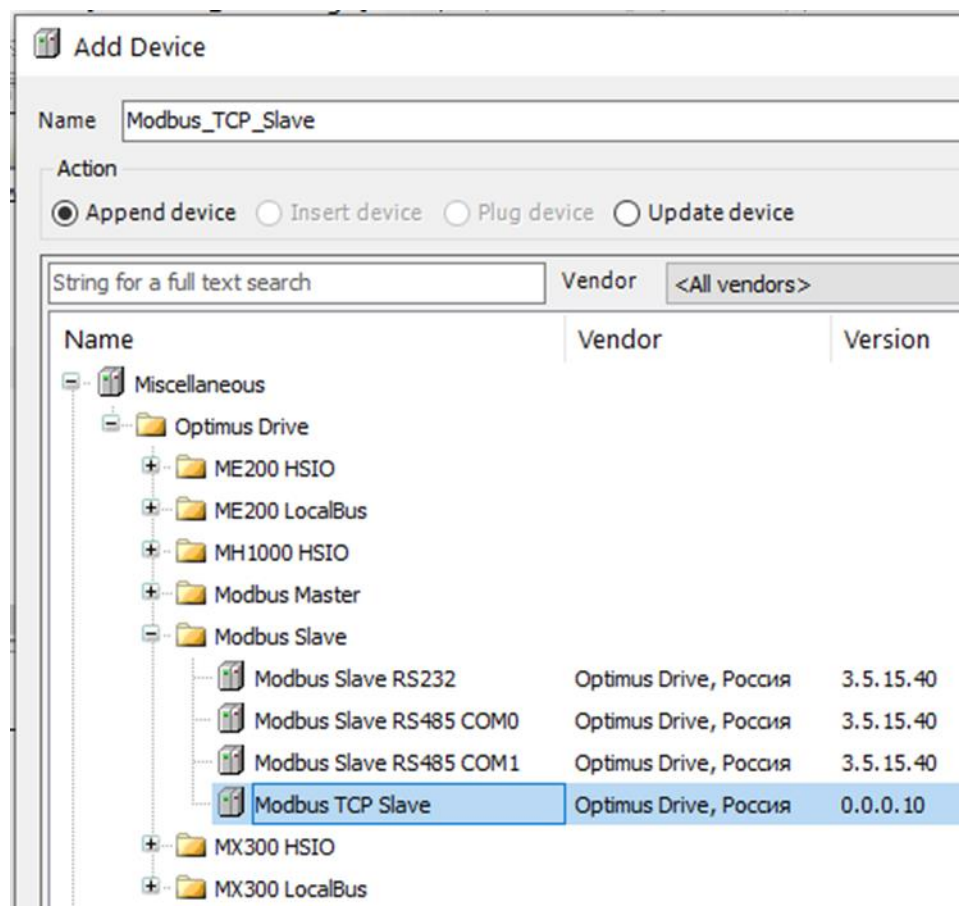 Add Device
Name Modbus_TCP_Slave
Action
Append device Insert device Plug device Update device
String for a full text search Vendor <All vendors>
Name Vendor Version
Miscellaneous
Optimus Drive
ME200 HSIO
ME200 LocalBus
MH1000 HSIO
Modbus Master
Modbus Slave
Modbus Slave RS232 Optimus Drive, Россия 3.5.15.40
Modbus Slave RS485 COM0 Optimus Drive, Россия 3.5.15.40
Modbus Slave RS485 COM1 Optimus Drive, Россия 3.5.15.40
Modbus TCP Slave Optimus Drive, Россия 0.0.0.10
MX300 HSIO
MX300 LocalBus